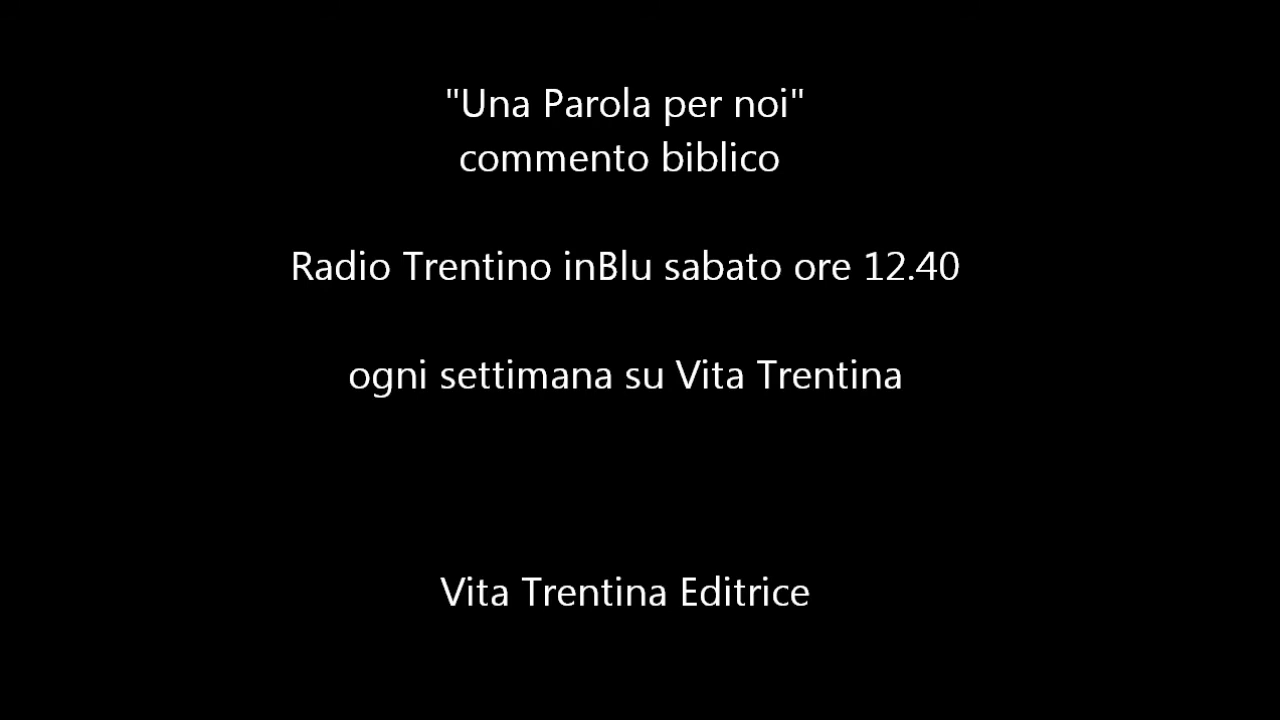 "Una Parola per noi"
commento biblico
Radio Trentino inBlu sabato ore 12.40
ogni settimana su Vita Trentina
Vita Trentina Editrice